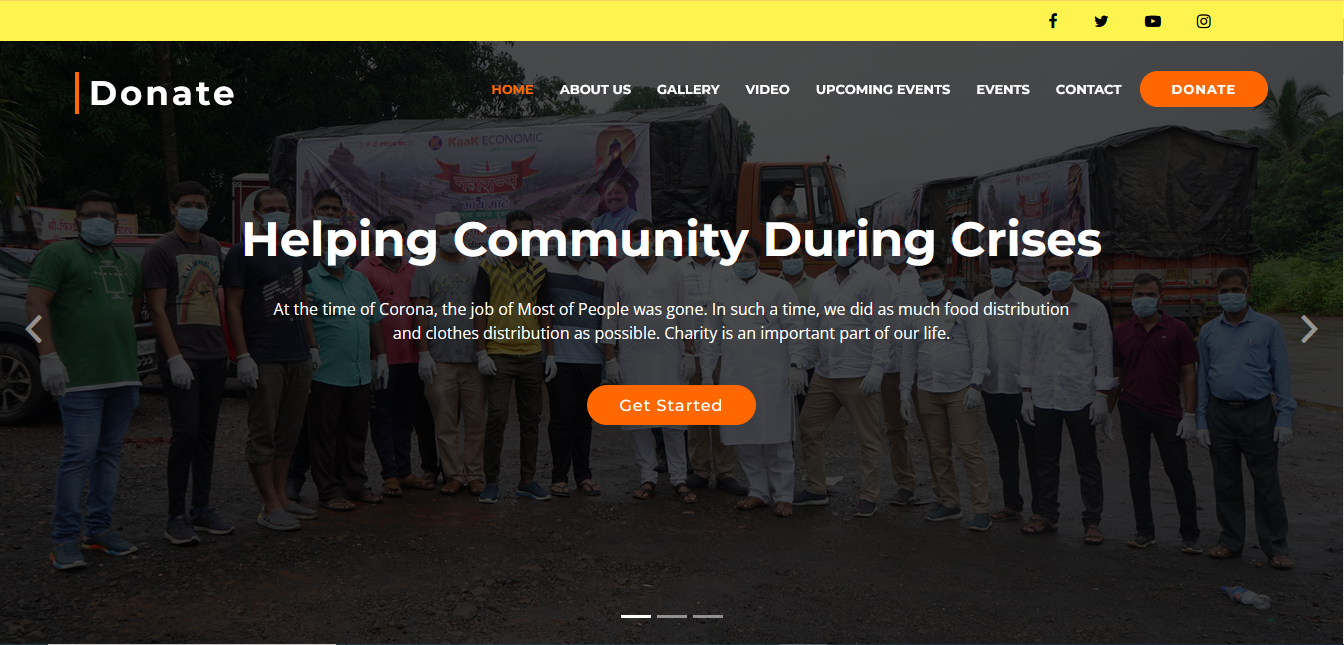 Donate
HOME ABOUT US GALLERY VIDEO UPCOMING EVENTS EVENTS CONTACT DONATE
KaaK ECONOMIC
महाराज्य
Helping Community During Crises
At the time of Corona, the job of Most of People was gone. In such a time, we did as much food distribution
and clothes distribution as possible. Charity is an important part of our life.
Get Started